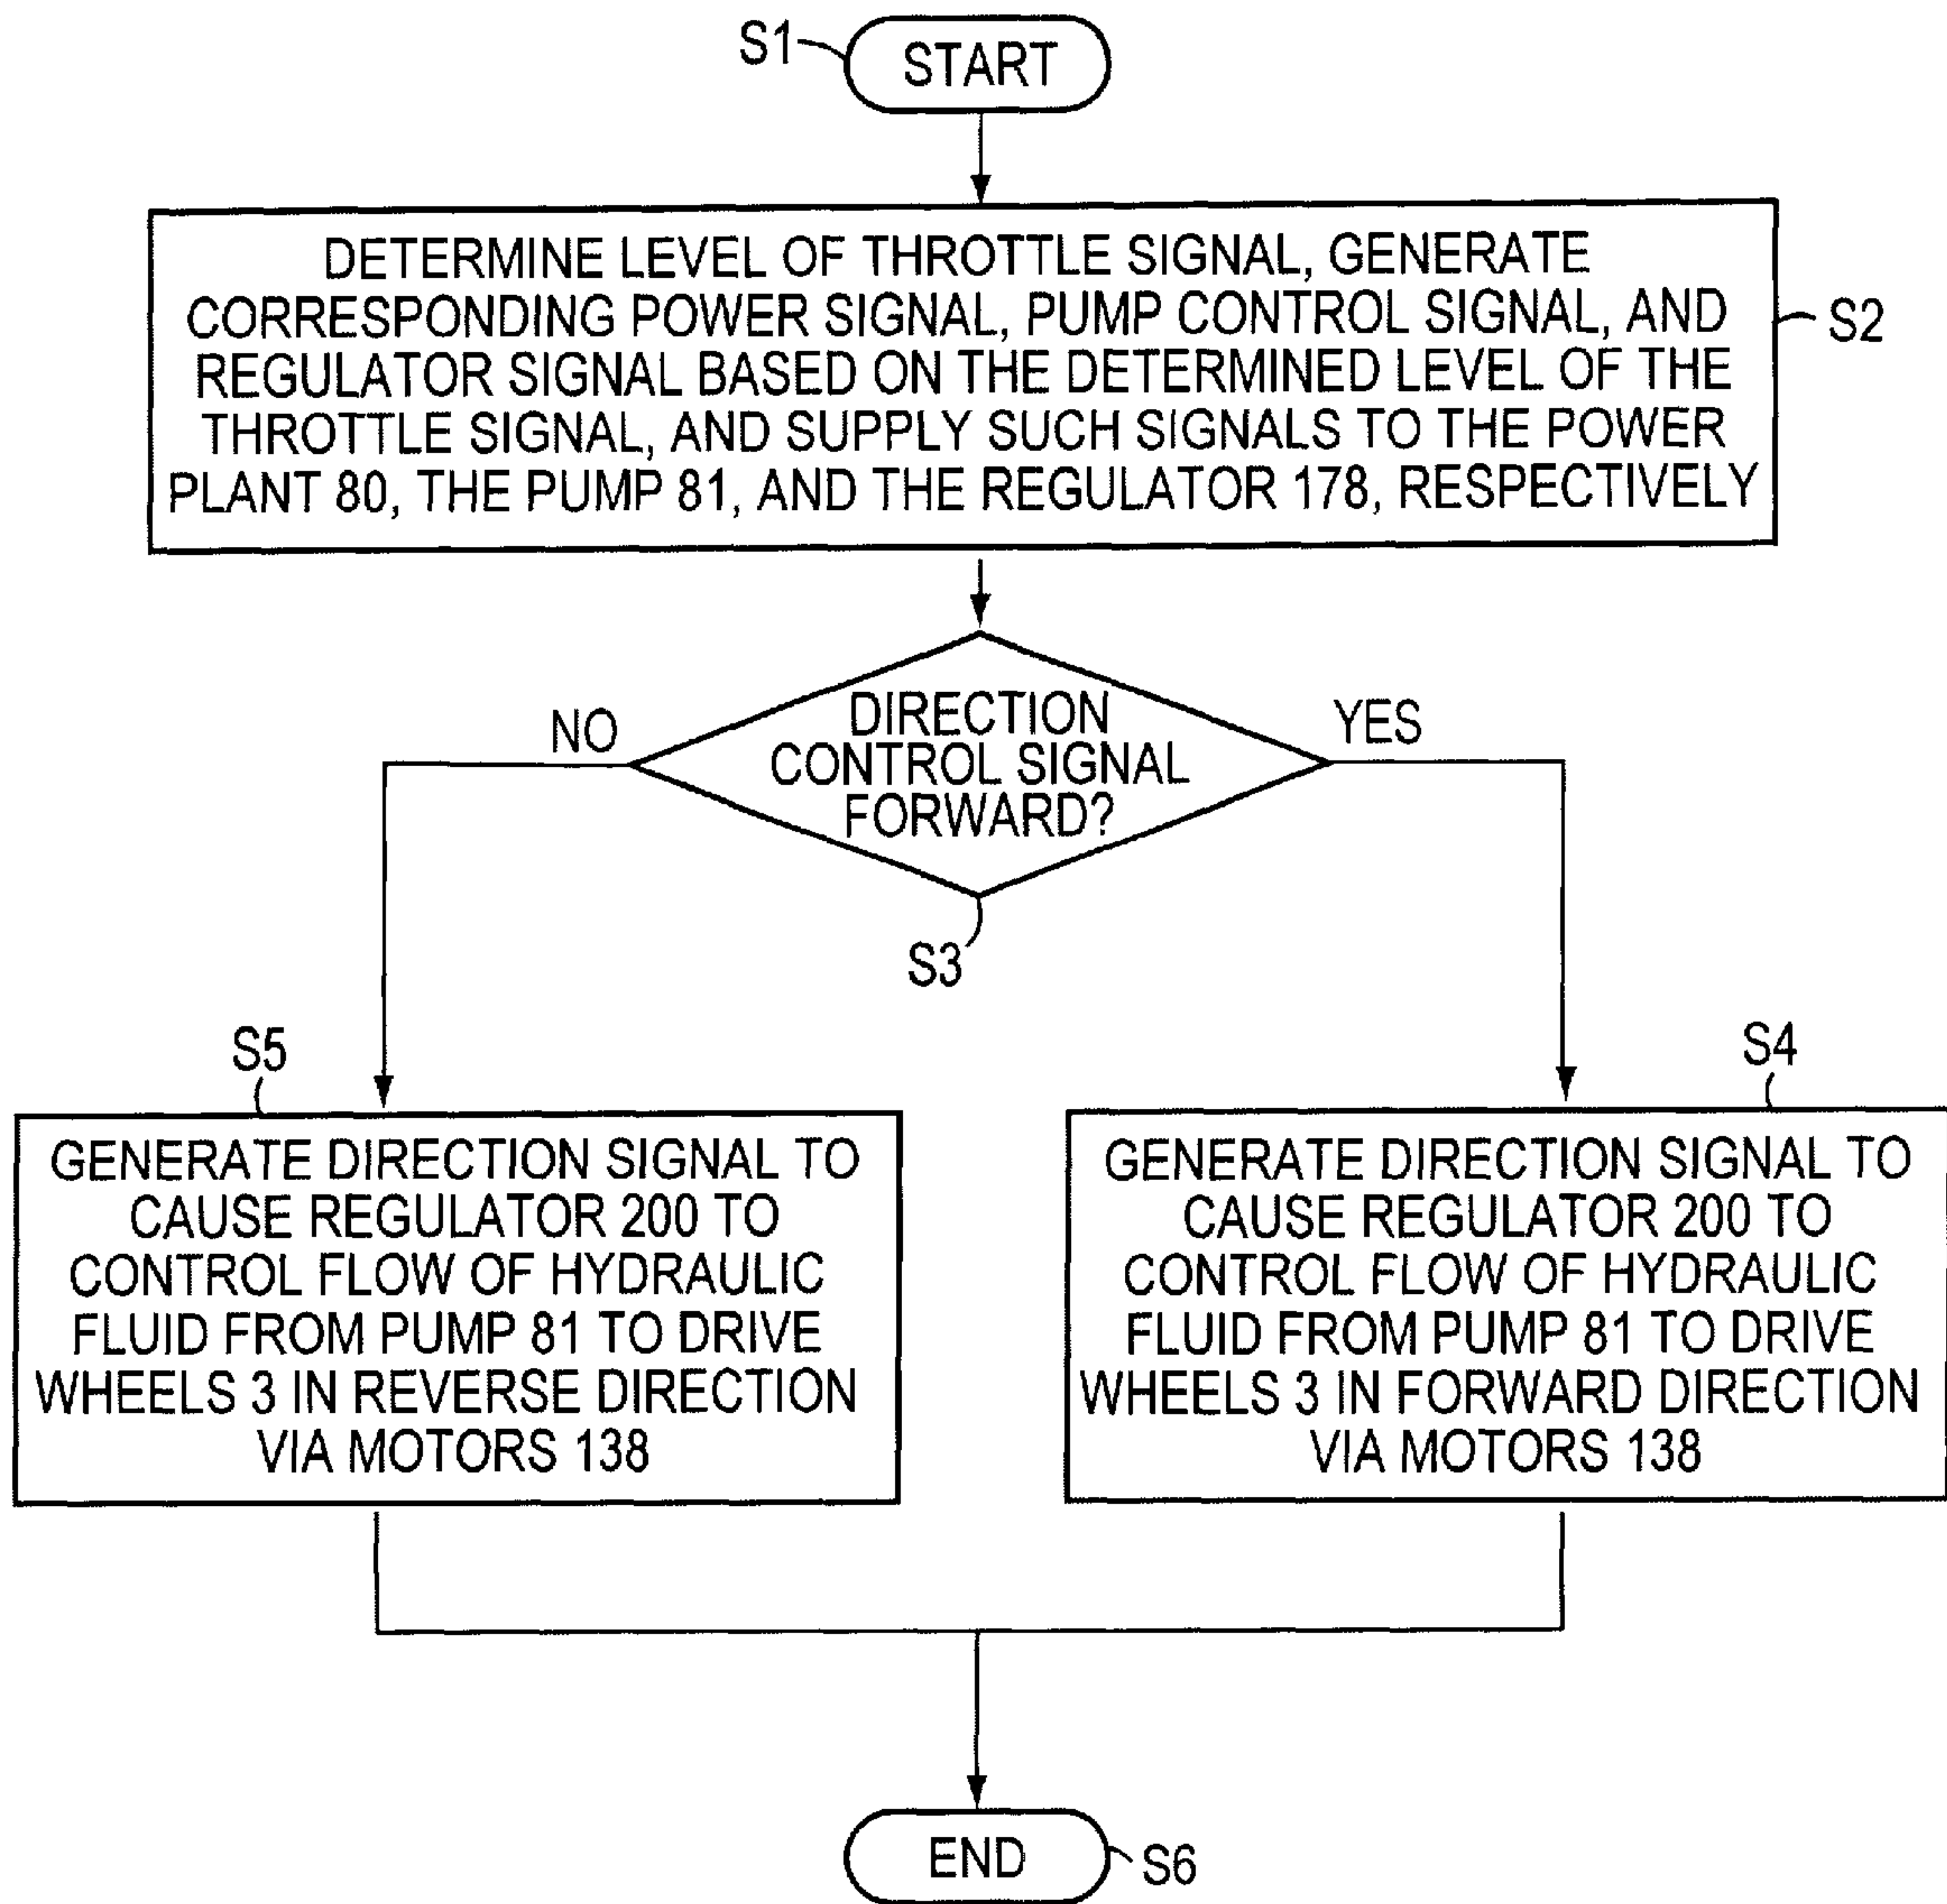 S1
START
DETERMINE LEVEL OF THROTTLE SIGNAL, GENERATE
CORRESPONDING POWER SIGNAL, PUMP CONTROL SIGNAL, AND
REGULATOR SIGNAL BASED ON THE DETERMINED LEVEL OF THE
THROTTLE SIGNAL, AND SUPPLY SUCH SIGNALS TO THE POWER
PLANT 80, THE PUMP 81, AND THE REGULATOR 178, RESPECTIVELY
S2
DIRECTION
CONTROL SIGNAL
FORWARD?
NO
YES
S3
S5
GENERATE DIRECTION SIGNAL TO
CAUSE REGULATOR 200 TO
CONTROL FLOW OF HYDRAULIC
FLUID FROM PUMP 81 TO DRIVE
WHEELS 3 IN REVERSE DIRECTION
VIA MOTORS 138
S4
GENERATE DIRECTION SIGNAL TO
CAUSE REGULATOR 200 TO
CONTROL FLOW OF HYDRAULIC
FLUID FROM PUMP 81 TO DRIVE
WHEELS 3 IN FORWARD DIRECTION
VIA MOTORS 138
END
S6